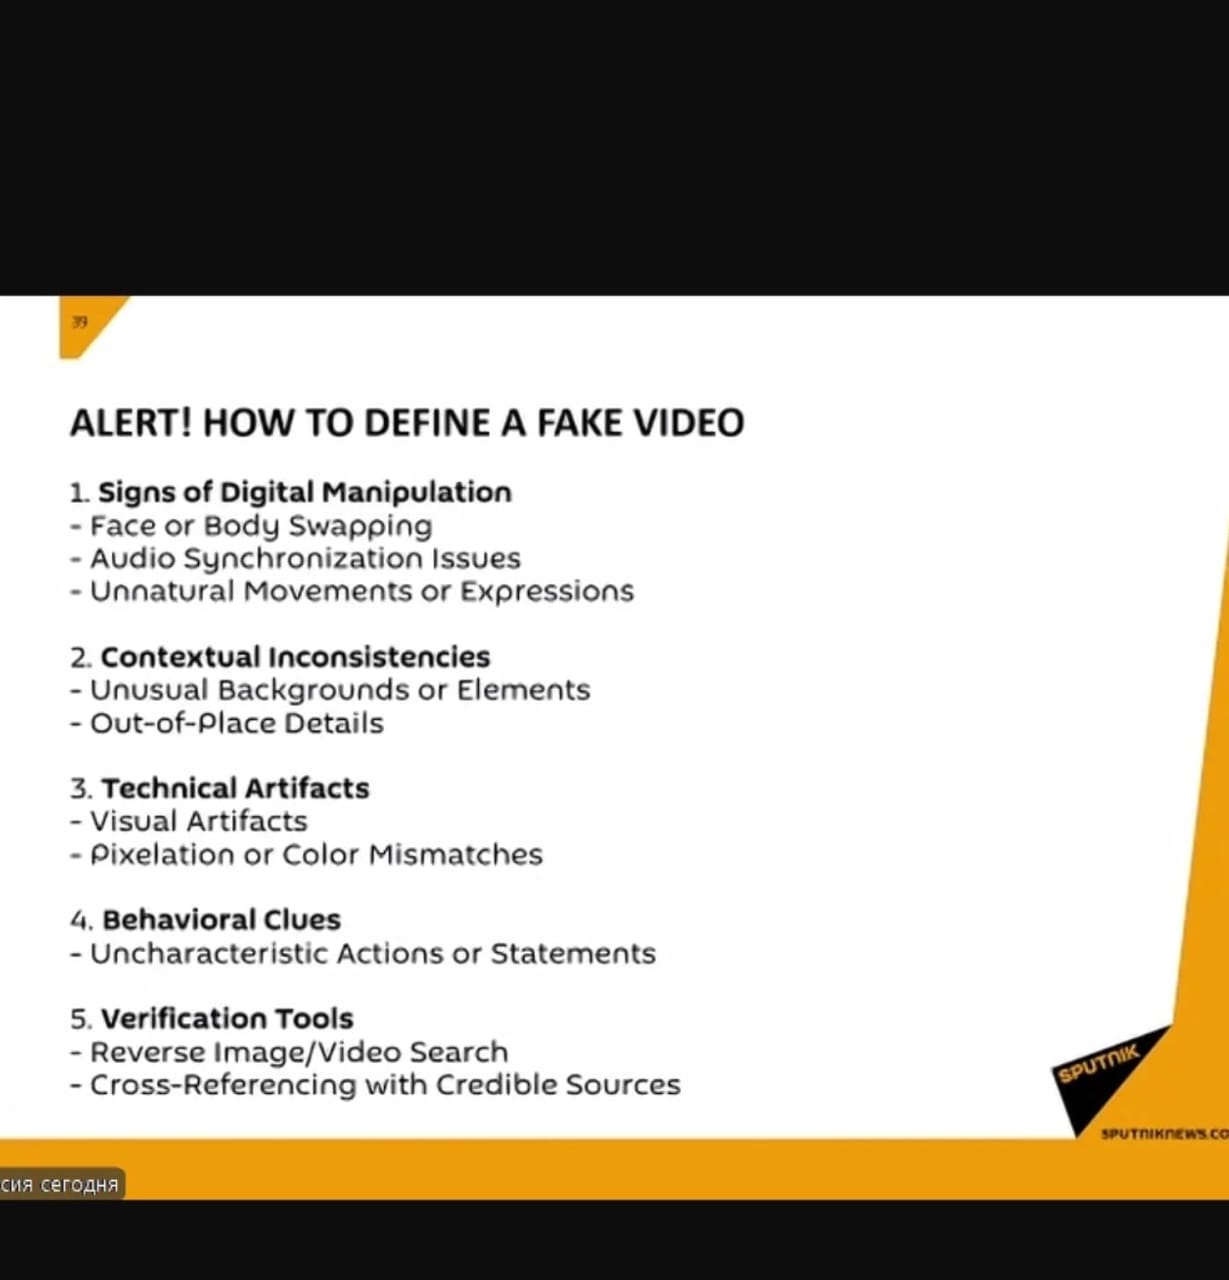 39
ALERT! HOW TO DEFINE A FAKE VIDEO
1. Signs of Digital Manipulation
- Face or Body Swapping
- Audio Synchronization Issues
- Unnatural Movements or Expressions
2. Contextual Inconsistencies
- Unusual Backgrounds or Elements
- Out-of-Place Details
3. Technical Artifacts
- Visual Artifacts
- Pixelation or Color Mismatches
4. Behavioral Clues
- Uncharacteristic Actions or Statements
5. Verification Tools
- Reverse Image/Video Search
- Cross-Referencing with Credible Sources
SPUTNIK
SPUTNIKNEWS.CO
сия сегодня